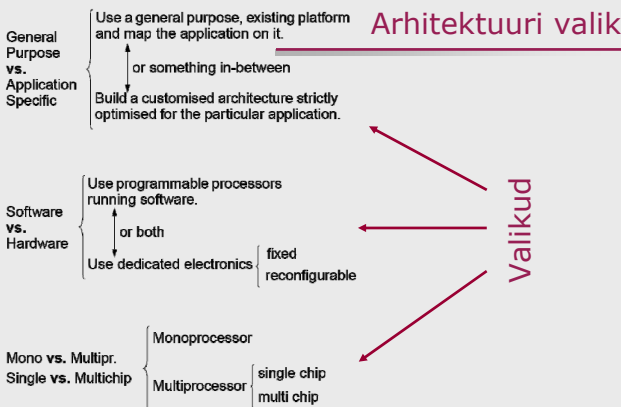 Arhitektuuri valik
General
Purpose
vs.
Application
Specific
Use a general purpose, existing platform
and map the application on it.
or something in-between
Build a customised architecture strictly
optimised for the particular application.
Software
vs.
Hardware
Use programmable processors
running software.
or both
Use dedicated electronics
fixed
reconfigurable
Mono vs. Multipr.
Single vs. Multichip
Monoprocessor
Multiprocessor
single chip
multi chip
Valikud